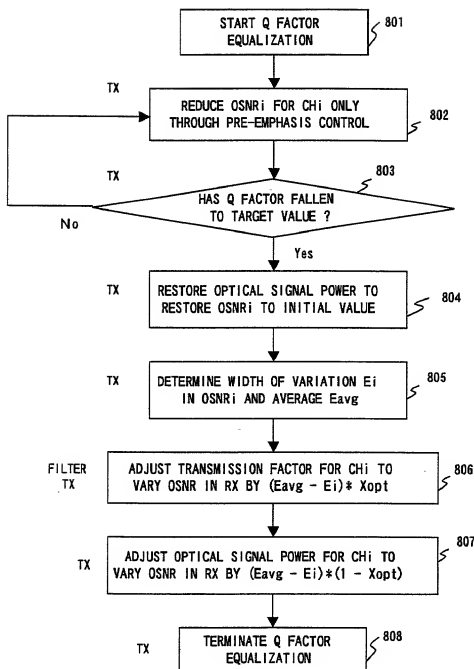 START Q FACTOR
EQUALIZATION
801
TX
REDUCE OSNRi FOR CHi ONLY
THROUGH PRE-EMPHASIS CONTROL
802
TX
803
HAS Q FACTOR FALLEN
TO TARGET VALUE ?
No
Yes
TX
RESTORE OPTICAL SIGNAL POWER TO
RESTORE OSNRi TO INITIAL VALUE
804
TX
DETERMINE WIDTH OF VARIATION Ei
IN OSNRi AND AVERAGE Eavg
805
FILTER
TX
ADJUST TRANSMISSION FACTOR FOR CHi TO
VARY OSNR IN RX BY (Eavg - Ei)* Xopt
806
807
TX
ADJUST OPTICAL SIGNAL POWER FOR CHi TO
VARY OSNR IN RX BY (Eavg - Ei)*(1 - Xopt)
TX
TERMINATE Q FACTOR
EQUALIZATION
808